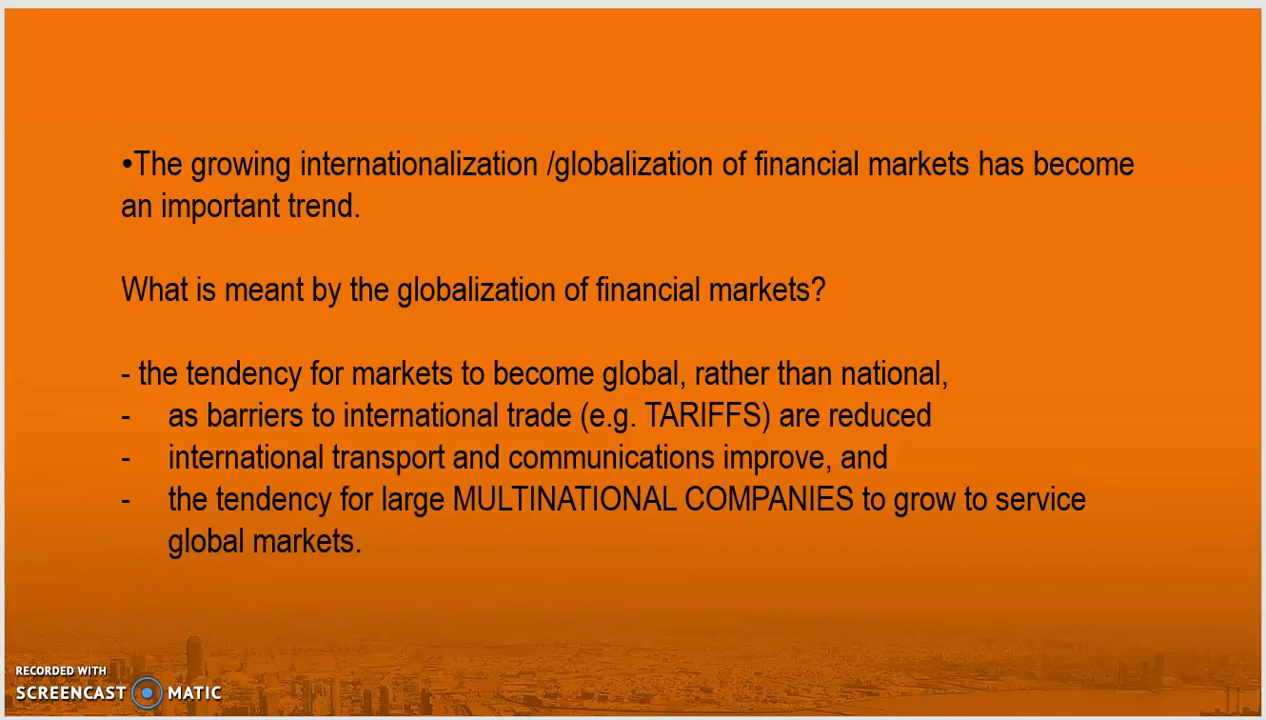 •The growing internationalization /globalization of financial markets has become
an important trend.
What is meant by the globalization of financial markets?
- the tendency for markets to become global, rather than national,
- as barriers to international trade (e.g. TARIFFS) are reduced
- international transport and communications improve, and
- the tendency for large MULTINATIONAL COMPANIES to grow to service
global markets.
RECORDED WITH
SCREENCAST MATIC